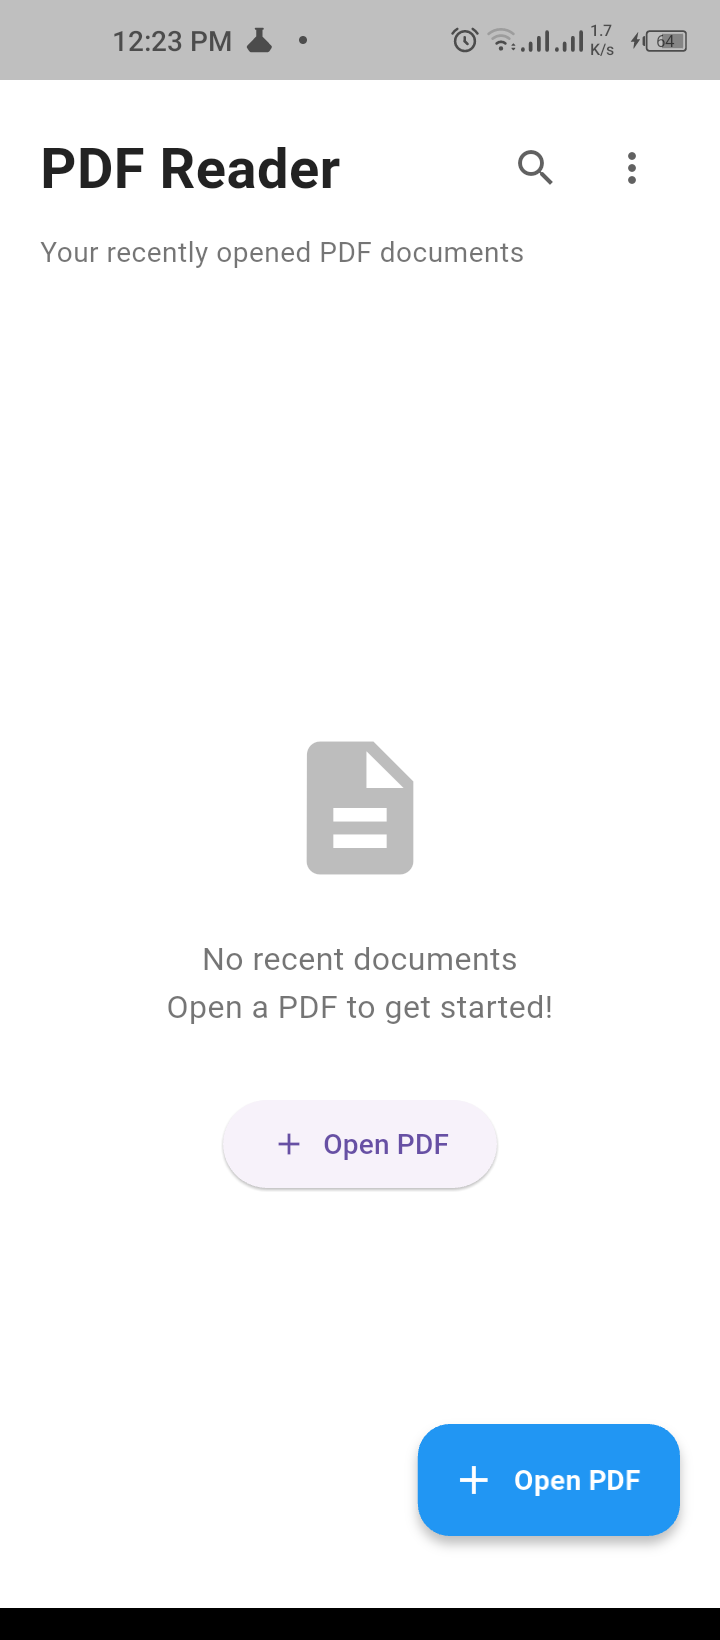 12:23 PM
1.7
K/s
64
PDF Reader
Your recently opened PDF documents
No recent documents
Open a PDF to get started!
Open PDF
Open PDF